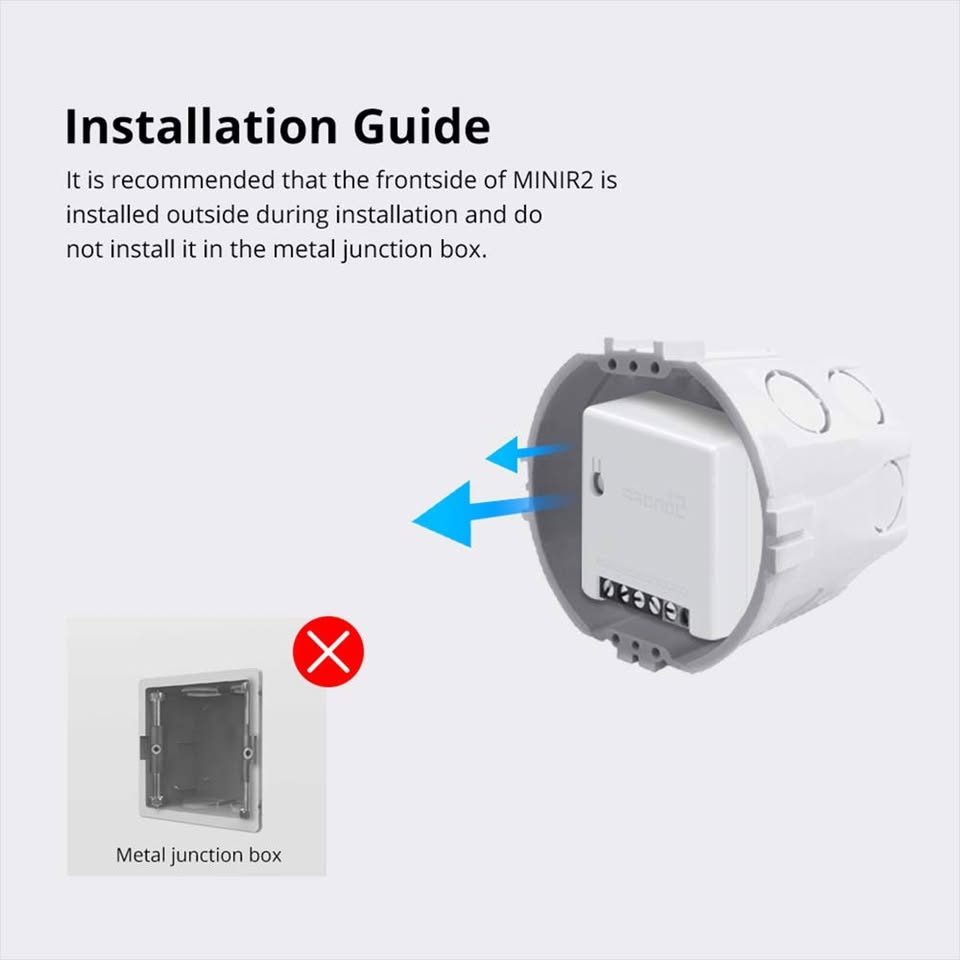 Installation Guide
It is recommended that the frontside of MINIR2 is
installed outside during installation and do
not install it in the metal junction box.
Metal junction box